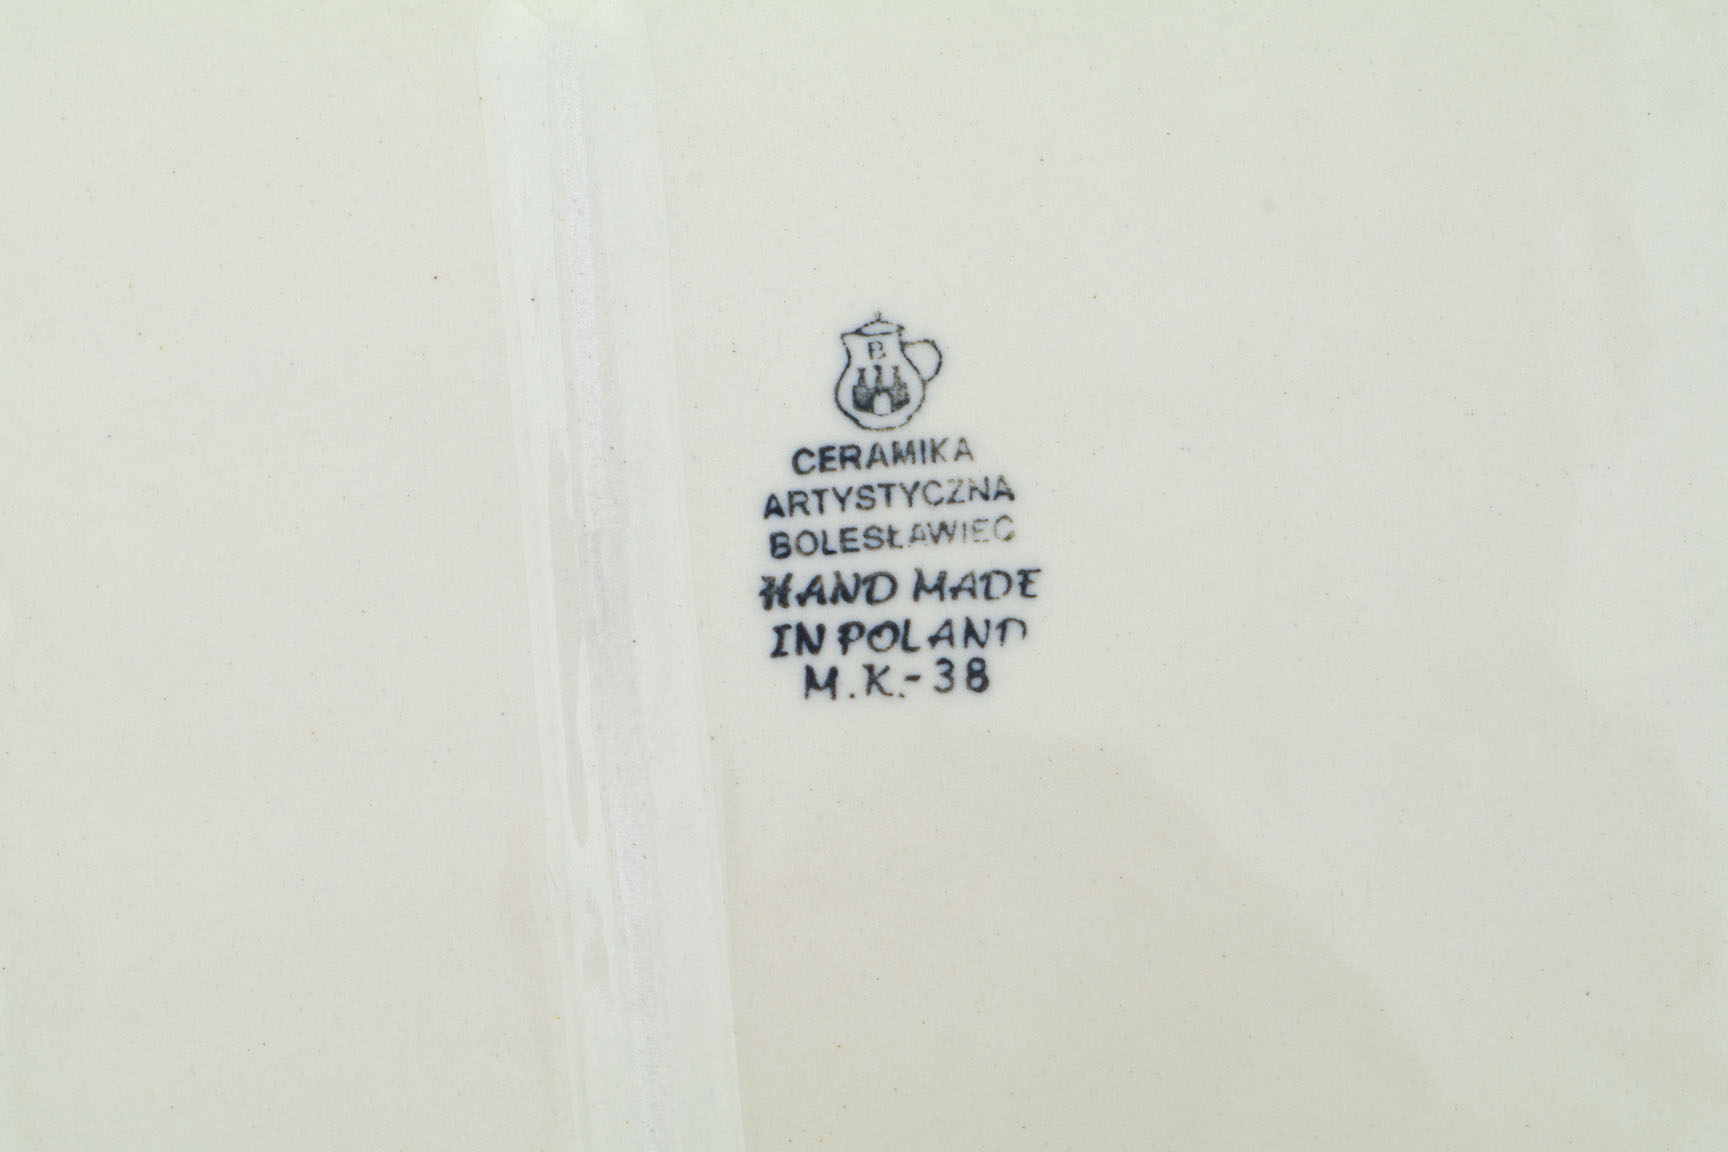 B
CERAMIKA
ARTYSTYCZNA
BOLESŁAWIEC
HAND MADE
IN POLAND
M.K.-38